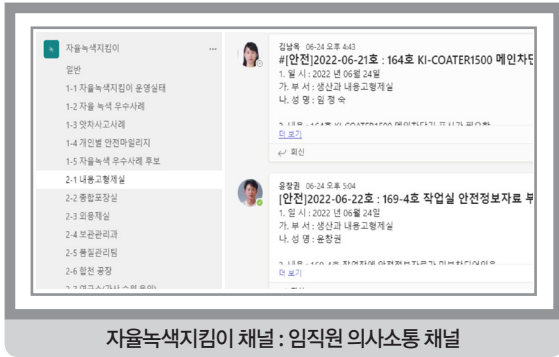 자율녹색지킴이 ...
일반
1-1 자율녹색지킴이 운영실태
1-2 자율 녹색 우수사례
1-3 앗차사고사례
1-4 개인별 안전마일리지
1-5 자율녹색 우수사례 후보
2-1 내용고형제실
2-2 종합포장실
2-3 외용제실
2-4 보관관리과
2-5 품질관리팀
2-6 합천 공장
김남옥 06-24 오후 4:43
#[안전]2022-06-21호 : 164호 KI-COATER1500 메인차단
1. 일 시 : 2022 년 06월 24일
가. 부 서 : 생산과 내용고형제실
나. 성 명 : 임 정 숙
더 보기
회신
윤창권 06-24 오후 5:04
[안전]2022-06-22호 : 169-4호 작업실 안전정보자료 부
1. 일 시 : 2022 년 06월 24일
가. 부 서 : 생산과 내용고형제실
나. 성 명 : 윤창권
더 보기
자율녹색지킴이 채널 : 임직원 의사소통 채널